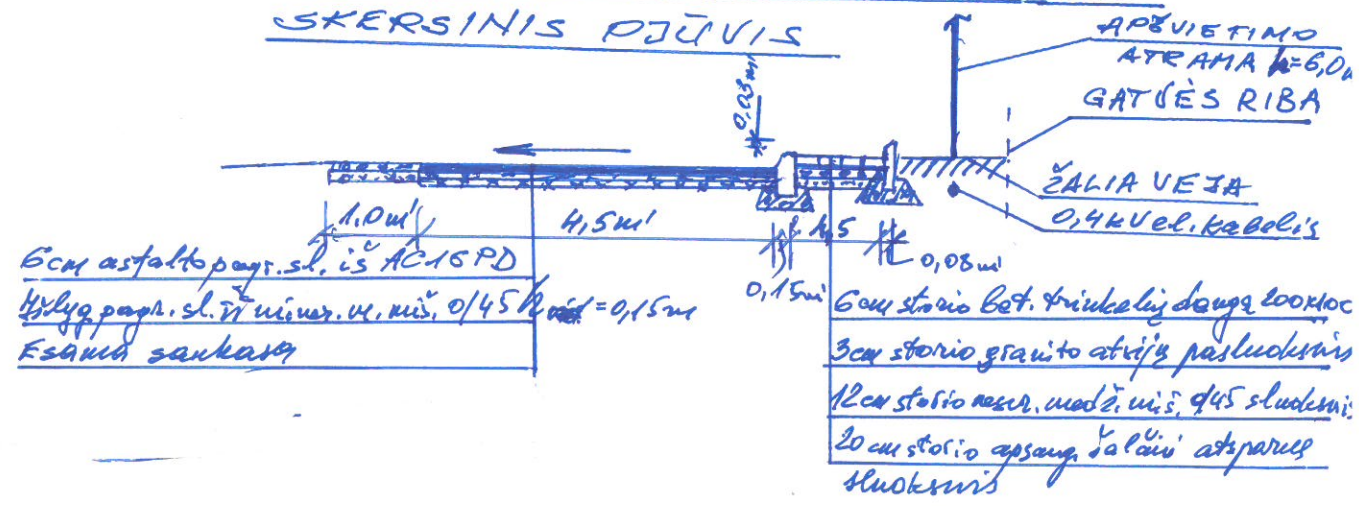 SKERSINIS PJŪVIS
APŠVIETIMO
ATRAMA h=6,0
GATVĖS RIBA
0,03m
ŽALIA VEJA
0,4kV el. kabelis
1.0m 4,5m 1,5
0,15m
0,08m
6cm asfalto pagr. sl. iš AC16PD
Išlyg pagr. sl. iš miner. m. miš. 0/45 h =0,15m
Esama sankasa
6cm storio bet. trinkelių danga 200x100
3cm storio granito atsijų pasluoksnis
12cm storio medž. miš. 0/45 sluoksnis
20cm storio apsaug. šalčiui atsparus
sluoksnis